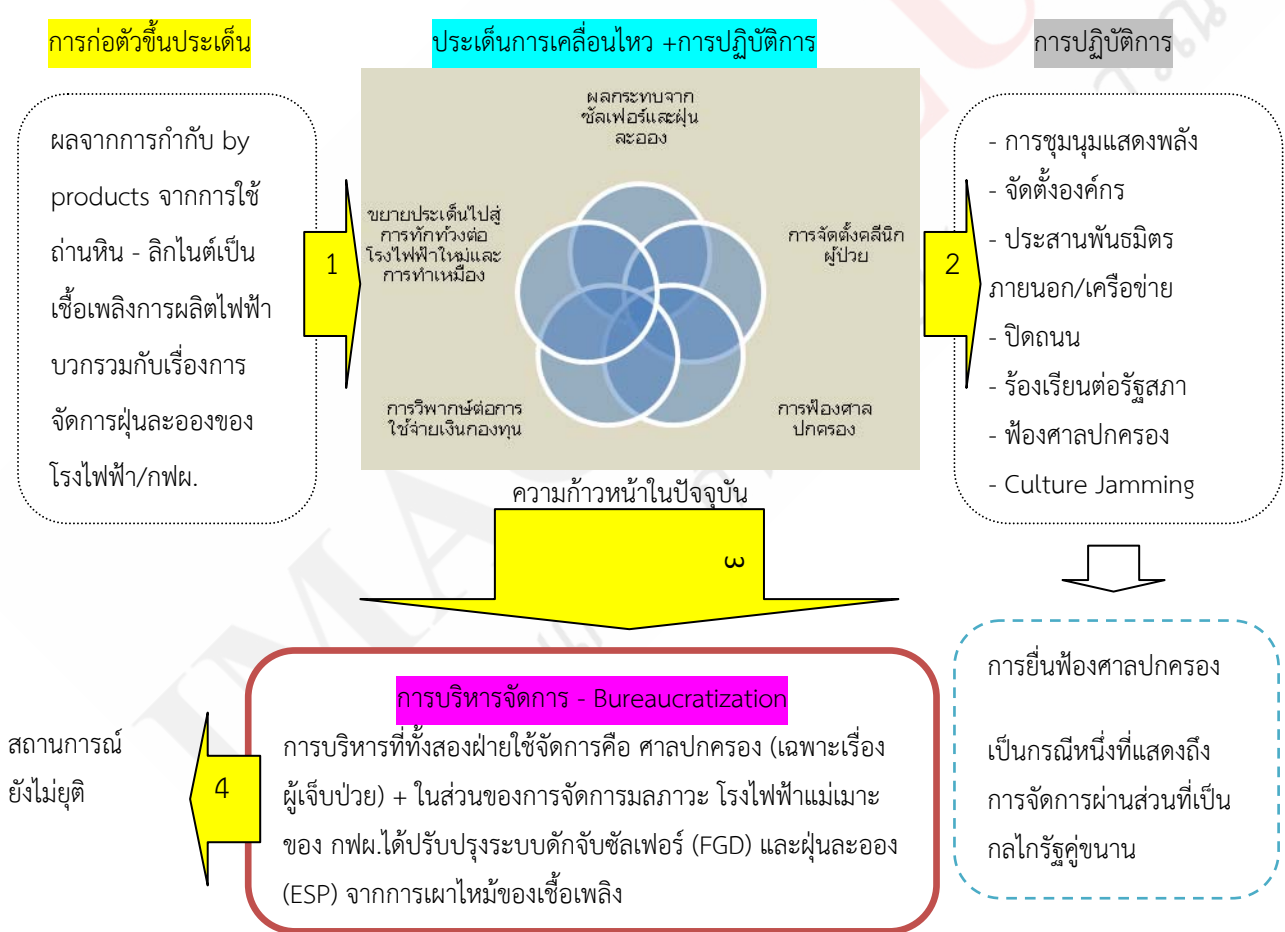 การก่อตัวขึ้นประเด็น
ผลจากการกำกับ by
products จากการใช้
ถ่านหิน - ลิกไนต์เป็น
เชื้อเพลิงการผลิตไฟฟ้า
บวกรวมกับเรื่องการ
จัดการฝุ่นละอองของ
โรงไฟฟ้า/กฟผ.
1
ประเด็นการเคลื่อนไหว +การปฏิบัติการ
ผลกระทบจาก
ซัลเฟอร์และฝุ่น
ละออง
ขยายประเด็นไปสู่
การทักท้วงต่อ
โรงไฟฟ้าใหม่และ
การทำเหมือง
การจัดตั้งคลีนิก
ผู้ป่วย
การวิพากษ์ต่อการ
ใช้จ่ายเงินกองทุน
การฟ้องศาล
ปกครอง
2
การปฏิบัติการ
- การชุมนุมแสดงพลัง
- จัดตั้งองค์กร
- ประสานพันธมิตร
ภายนอก/เครือข่าย
- ปิดถนน
- ร้องเรียนต่อรัฐสภา
- ฟ้องศาลปกครอง
- Culture Jamming
ความก้าวหน้าในปัจจุบัน
3
การยื่นฟ้องศาลปกครอง
เป็นกรณีหนึ่งที่แสดงถึง
การจัดการผ่านส่วนที่เป็น
กลไกรัฐคู่ขนาน
การบริหารจัดการ - Bureaucratization
การบริหารที่ทั้งสองฝ่ายใช้จัดการคือ ศาลปกครอง (เฉพาะเรื่อง
ผู้เจ็บป่วย) + ในส่วนของการจัดการมลภาวะ โรงไฟฟ้าแม่เมาะ
ของ กฟผ.ได้ปรับปรุงระบบดักจับซัลเฟอร์ (FGD) และฝุ่นละออง
(ESP) จากการเผาไหม้ของเชื้อเพลิง
4
สถานการณ์
ยังไม่ยุติ